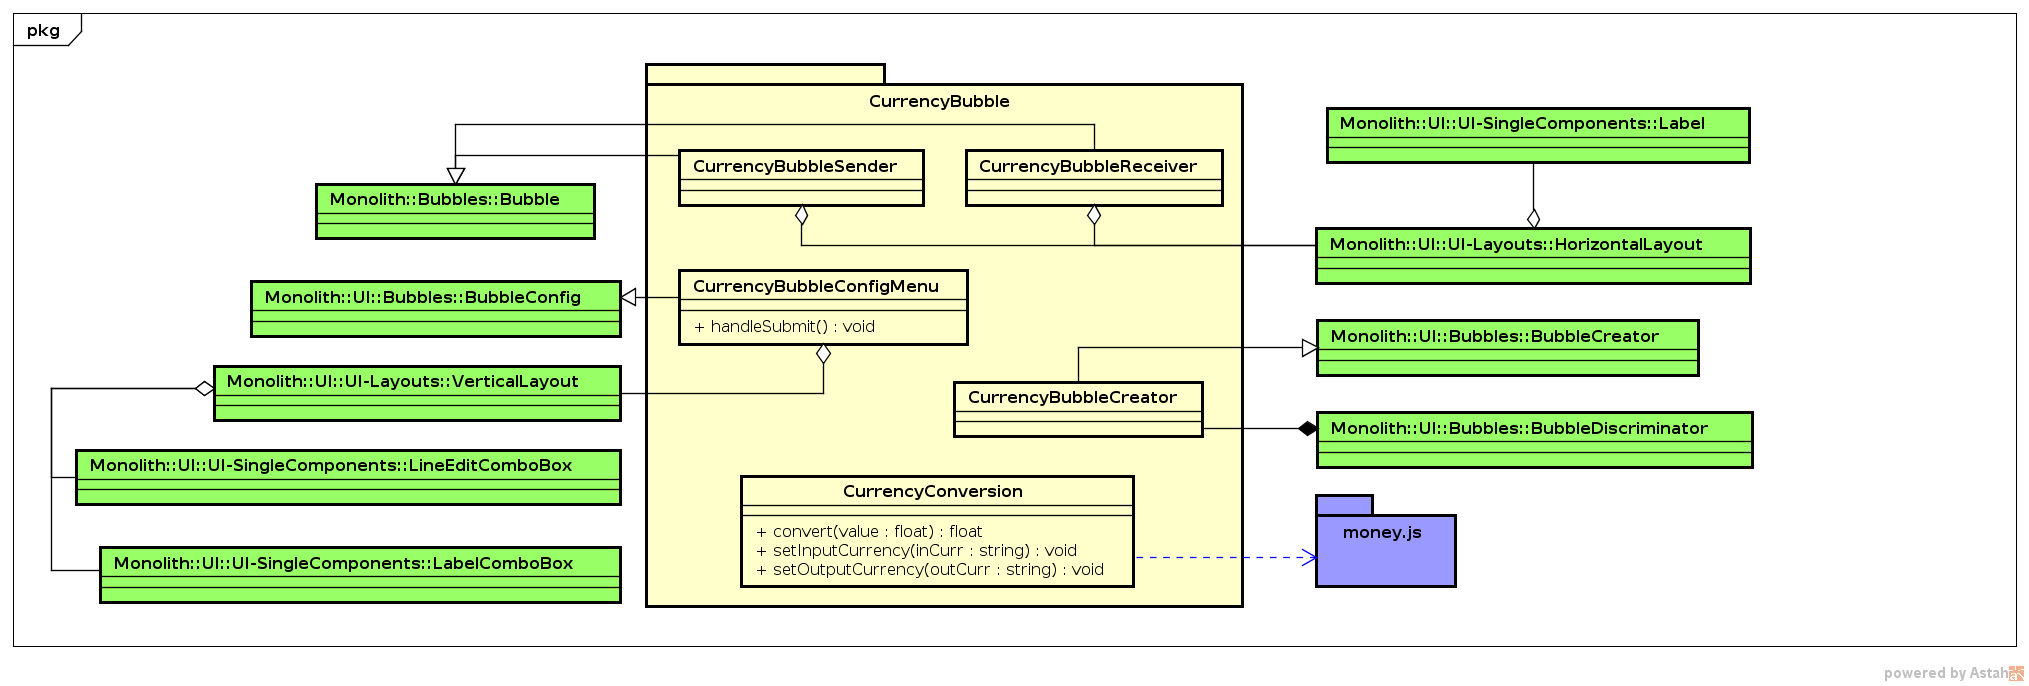 pkg
CurrencyBubble
CurrencyBubbleSender
CurrencyBubbleReceiver
Monolith::UI::UI-SingleComponents::Label
Monolith::Bubbles::Bubble
Monolith::UI::UI-Layouts::HorizontalLayout
Monolith::UI::Bubbles::BubbleConfig
CurrencyBubbleConfigMenu
+ handleSubmit() : void
Monolith::UI::Bubbles::BubbleCreator
Monolith::UI::UI-Layouts::VerticalLayout
CurrencyBubbleCreator
Monolith::UI::Bubbles::BubbleDiscriminator
Monolith::UI::UI-SingleComponents::LineEditComboBox
CurrencyConversion
+ convert(value : float) : float
+ setInputCurrency(inCurr : string) : void
+ setOutputCurrency(outCurr : string) : void
money.js
Monolith::UI::UI-SingleComponents::LabelComboBox
powered by Astah